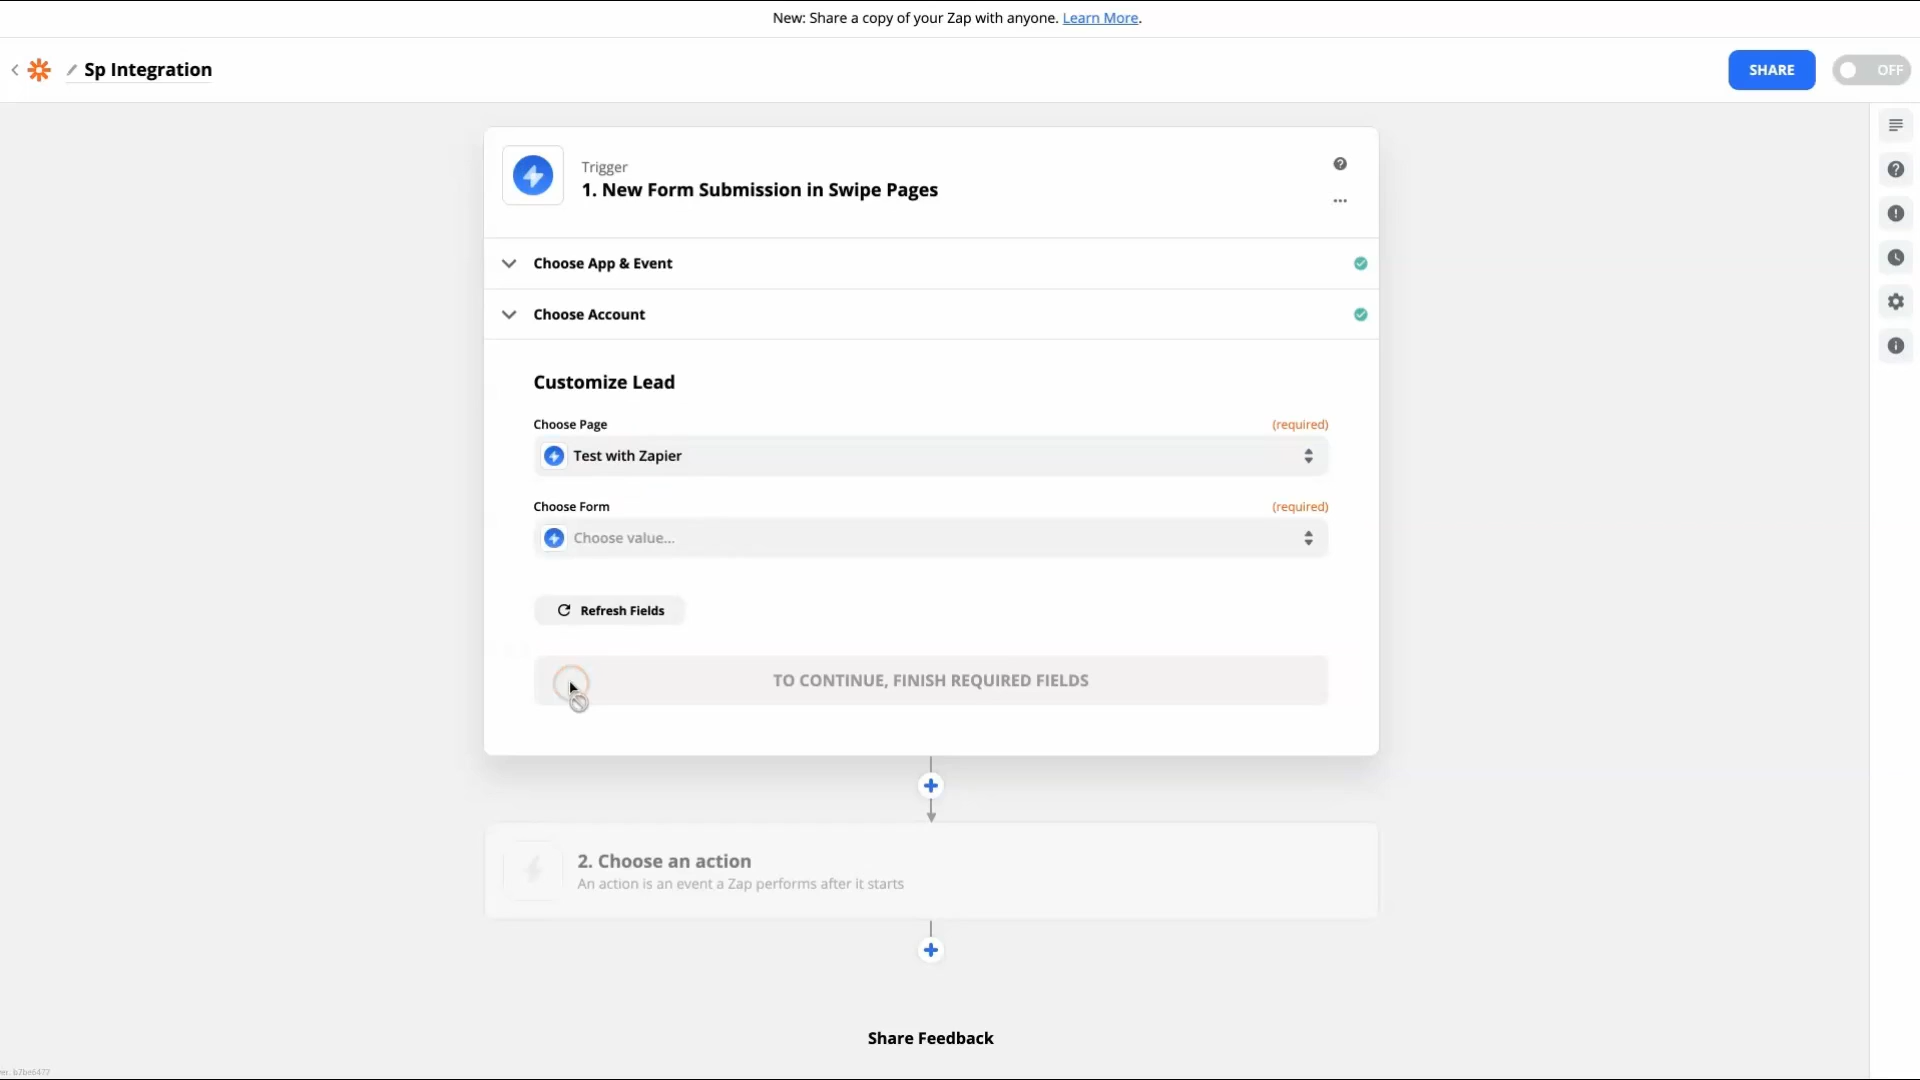 New: Share a copy of your Zap with anyone. Learn More.
Sp Integration
SHARE
OFF
Trigger
1. New Form Submission in Swipe Pages
Choose App & Event
Choose Account
Customize Lead
Choose Page
(required)
Test with Zapier
Choose Form
(required)
Choose value...
Refresh Fields
TO CONTINUE, FINISH REQUIRED FIELDS
2. Choose an action
An action is an event a Zap performs after it starts
Share Feedback
ver. b7be6477